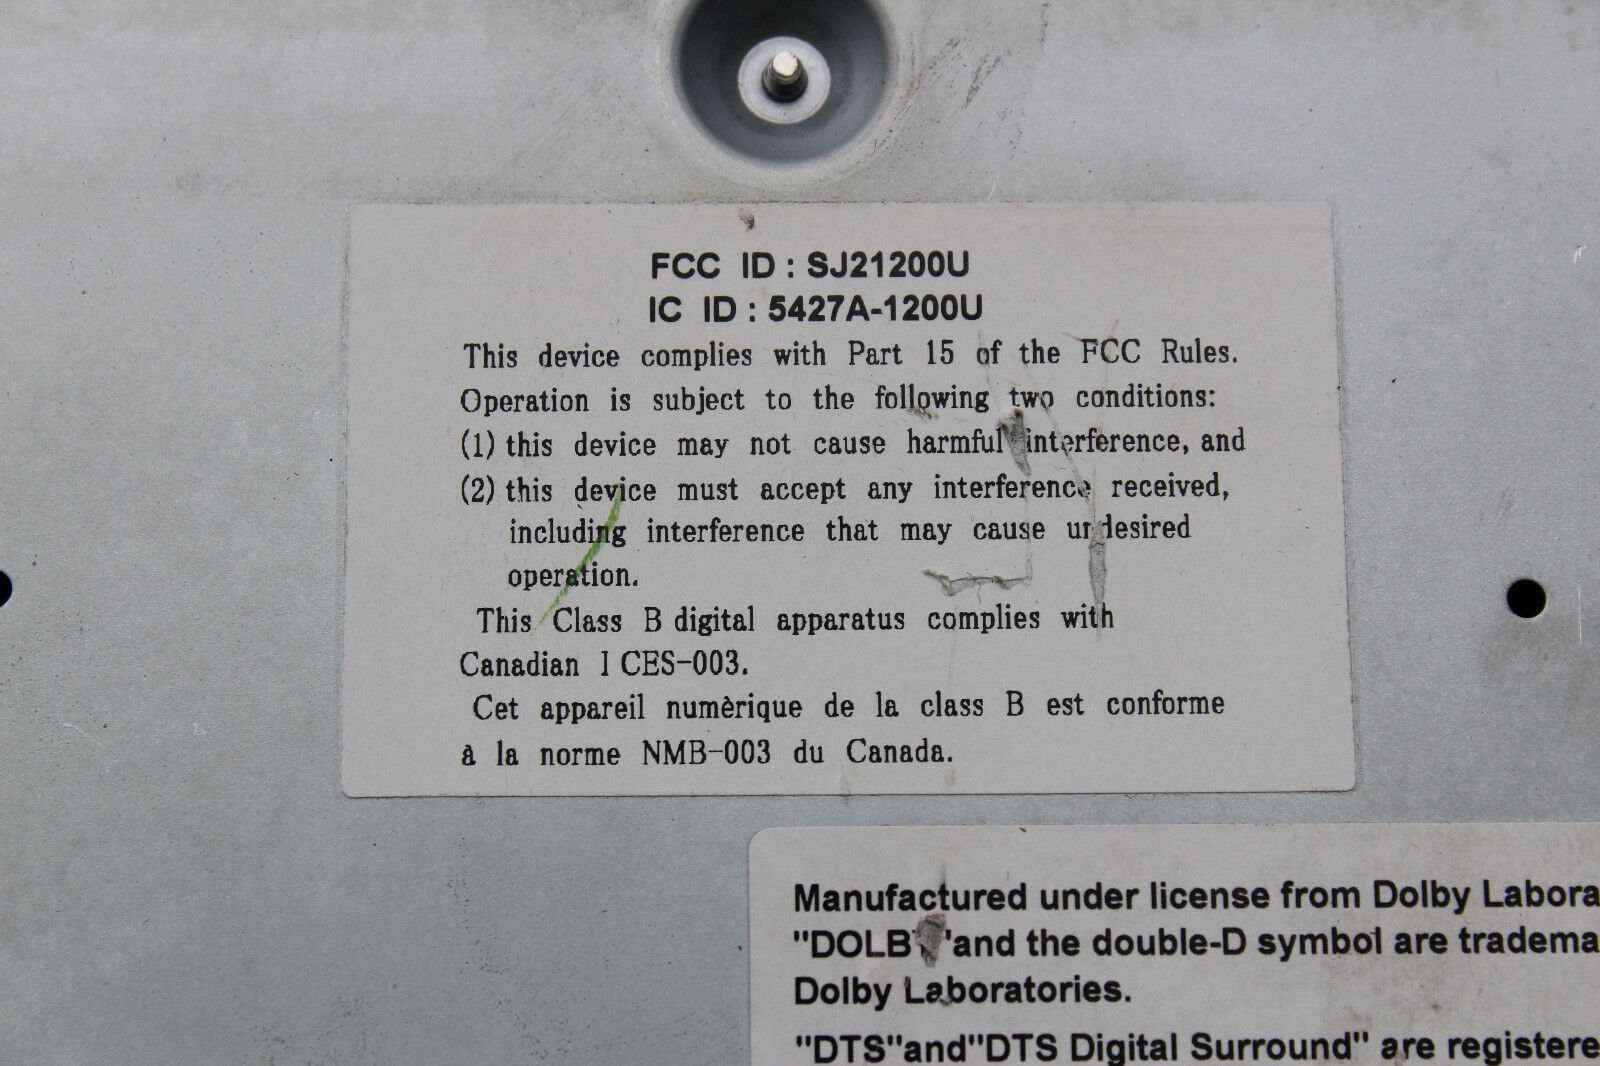 FCC ID : SJ21200U
IC ID : 5427A-1200U
This device complies with Part 15 of the FCC Rules.
Operation is subject to the following two conditions:
(1) this device may not cause harmful interference, and
(2) this device must accept any interference received,
including interference that may cause undesired
operation.
This Class B digital apparatus complies with
Canadian ICES-003.
Cet appareil numèrique de la class B est conforme
à la norme NMB-003 du Canada.
Manufactured under license from Dolby Labora
"DOLB "and the double-D symbol are tradema
Dolby Laboratories.
"DTS"and"DTS Digital Surround" are registere